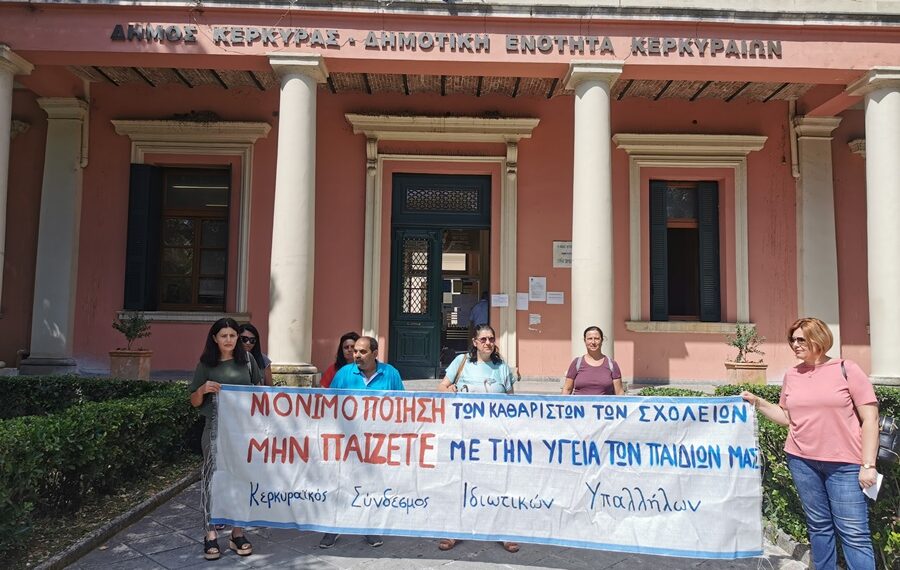 ΔΗΜΟΣ ΚΕΡΚΥΡΑΣ - ΔΗΜΟΤΙΚΗ ΕΝΟΤΗΤΑ ΚΕΡΚΥΡΑΙΩΝ
ΜΟΝΙΜΟΠΟΙΗΣΗ ΤΩΝ ΚΑΘΑΡΙΣΤΩΝ ΤΩΝ ΣΧΟΛΕΙΩΝ
ΜΗΝ ΠΑΙΖΕΤΕ ΜΕ ΤΗΝ ΥΓΕΙΑ ΤΩΝ ΠΑΙΔΙΩΝ ΜΑΣ
Κερκυραϊκός Σύνδεσμος Ιδιωτικών Υπαλλήλων